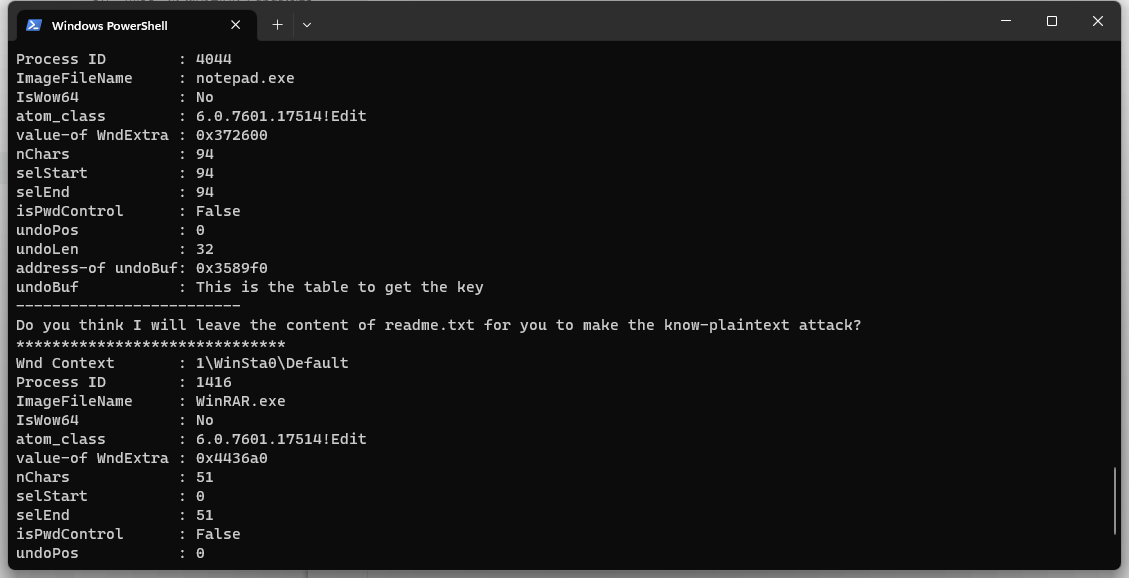 Windows PowerShell
Process ID         : 4044
ImageFileName      : notepad.exe
IsWow64            : No
atom_class         : 6.0.7601.17514!Edit
value-of WndExtra : 0x372600
nChars             : 94
selStart           : 94
selEnd             : 94
isPwdControl       : False
undoPos            : 0
undoLen            : 32
address-of undoBuf: 0x3589f0
undoBuf            : This is the table to get the key
-------------------------
Do you think I will leave the content of readme.txt for you to make the know-plaintext attack?
******************************
Wnd Context        : 1\WinSta0\Default
Process ID         : 1416
ImageFileName      : WinRAR.exe
IsWow64            : No
atom_class         : 6.0.7601.17514!Edit
value-of WndExtra : 0x4436a0
nChars             : 51
selStart           : 0
selEnd             : 51
isPwdControl       : False
undoPos            : 0